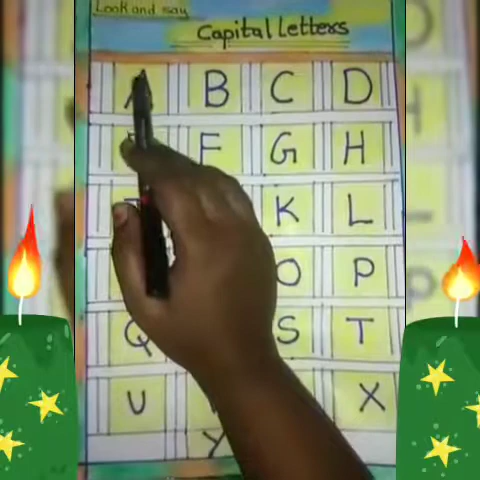 Look and say
Capital letters
B C D
F G H
K L
O P
Q S T
U X
Y